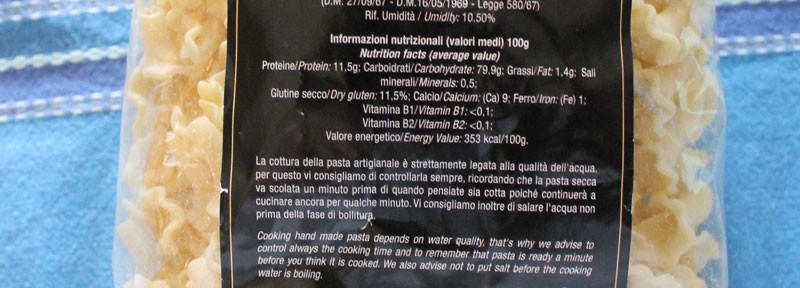 (D.M. 27/09/67 - D.M.16/05/1969 - Legge 580/67)
Rif. Umidità / Umidity: 10.50%
Informazioni nutrizionali (valori medi) 100g
Nutrition facts (average value)
Proteine/Protein: 11,5g; Carboidrati/Carbohydrate: 79,9g; Grassi/Fat: 1,4g; Sali
minerali/Minerals: 0,5;
Glutine secco/Dry gluten: 11,5%; Calcio/Calcium: (Ca) 9; Ferro/Iron: (Fe) 1;
Vitamina B1/Vitamin B1: <0,1;
Vitamina B2/Vitamin B2: <0,1;
Valore energetico/Energy Value: 353 kcal/100g.
La cottura della pasta artigianale è strettamente legata alla qualità dell'acqua,
per questo vi consigliamo di controllarla sempre, ricordando che la pasta secca
va scolata un minuto prima di quando pensiate sia cotta poiché continuerà a
cucinare ancora per qualche minuto. Vi consigliamo inoltre di salare l'acqua non
prima della fase di bollitura.
Cooking hand made pasta depends on water quality, that's why we advise to
control always the cooking time and to remember that pasta is ready a minute
before you think it is cooked. We also advise not to put salt before the cooking
water is boiling.